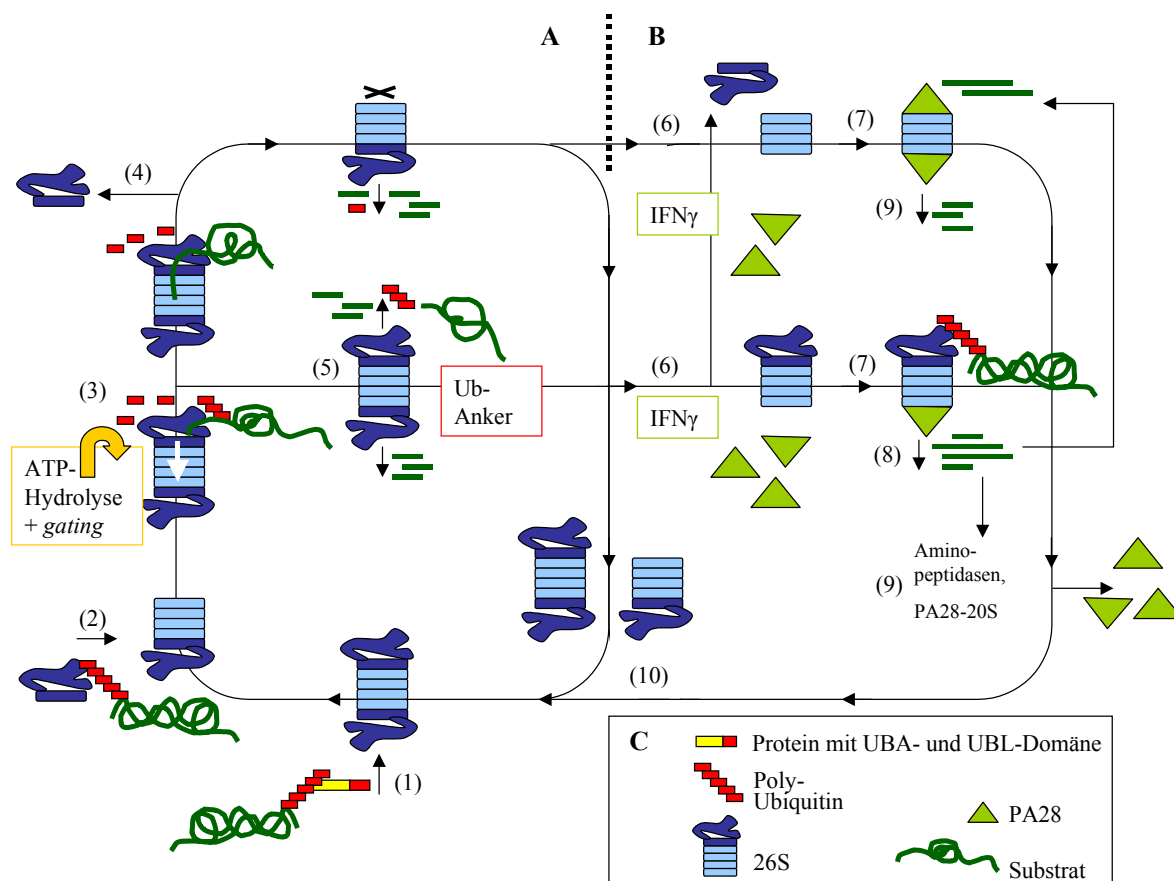 A
B
(6)
(7)
(4)
IFNγ
(9)
(5)
(6)
(7)
(3)
Ub-
Anker
IFNγ
(8)
ATP-
Hydrolyse
+ gating
Amino-
(9) peptidasen,
PA28-20S
(2)
(10)
(1)
C
Protein mit UBA- und UBL-Domäne
Poly-
Ubiquitin
PA28
26S
Substrat